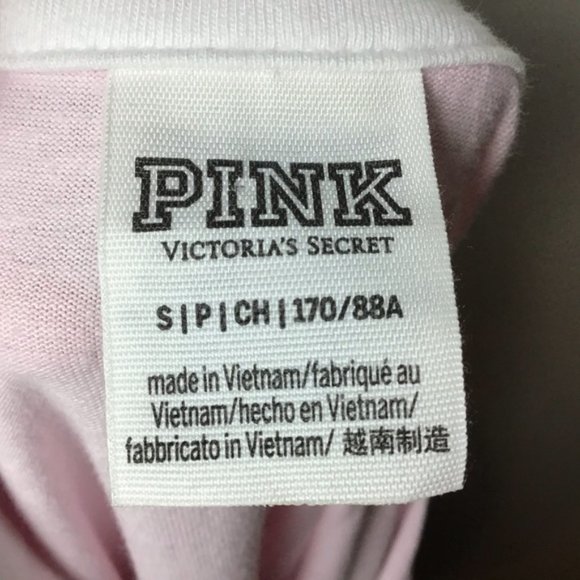 PINK
VICTORIA'S SECRET
S|P|CH|170/88A
made in Vietnam/fabriqué au
Vietnam/hecho en Vietnam/
fabbricato in Vietnam/ 越南制造